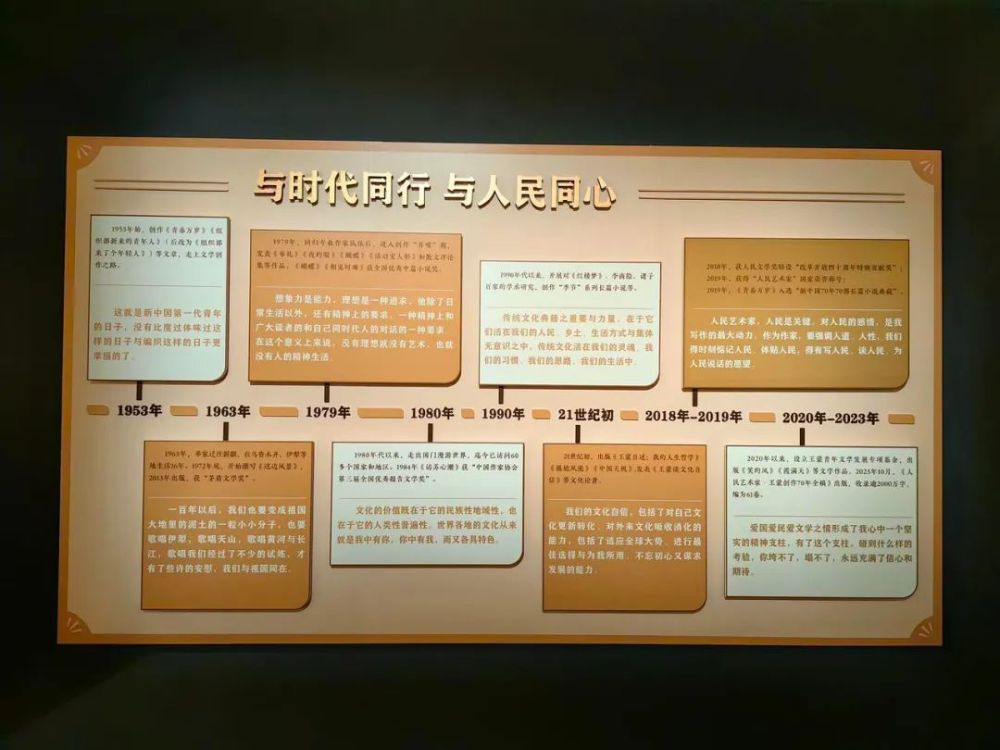 与时代同行 与人民同心
1953年始，创作《青春万岁》《组
织部新来的青年人》（后改为《组织部
来了个年轻人》）等文章，走上文学创
作之路。
这就是新中国第一代青年
的日子，没有比度过体味过这
样的日子与编织这样的日子更
幸福的了。
1979年，回归专业作家队伍后，进入创作“井喷”期，
发表《布礼》《夜的眼》《蝴蝶》《活动变人形》和散文评论
集等作品，《蝴蝶》《相见时难》获全国优秀中篇小说奖。
想象力是能力，理想是一种追求，他除了日
常生活以外，还有精神上的要求，一种精神上和
广大读者的和自己同时代人的对话的一种要求，
在这个意义上来说，没有理想就没有艺术，也就
没有人的精神生活。
1990年代以来，开展对《红楼梦》、李商隐、诸子
百家的学术研究，创作“季节”系列长篇小说等。
传统文化典籍之重要与力量，在于它
们活在我们的人民、乡土、生活方式与集体
无意识之中，传统文化活在我们的灵魂、我
们的习惯、我们的思路、我们的生活中。
2018年，获人民文学奖特设“改革开放四十周年特别贡献奖”；
2019年，获得“人民艺术家”国家荣誉称号；
2019年，《青春万岁》入选“新中国70年70部长篇小说典藏”。
人民艺术家，人民是关键，对人民的感情，是我
写作的最大动力。作为作家，要强调人道、人性，我们
得时刻惦记人民、体贴人民，得有写人民、谈人民、为
人民说话的愿望。
1953年
1963年
1979年
1980年
1990年
21世纪初
2018年-2019年
2020年-2023年
1963年，举家迁往新疆，在乌鲁木齐、伊犁等
地生活16年。1972年起，开始撰写《这边风景》，
2013年出版，获“茅盾文学奖”。
一百年以后，我们也要变成祖国
大地里的泥土的一粒小小分子，也要
歌唱伊犁，歌唱天山，歌唱黄河与长
江，歌唱我们经过了不少的试炼，才
有了些许的安慰，我们与祖国同在。
1980年代以来，走出国门漫游世界，迄今已访问60
多个国家和地区。1984年《访苏心潮》获“中国作家协会
第三届全国优秀报告文学奖”。
文化的价值既在于它的民族性地域性，也
在于它的人类性普遍性。世界各地的文化从来
就是我中有你，你中有我，而又各具特色。
21世纪初，出版《王蒙自述：我的人生哲学》
《中国天机》，发表《王蒙谈文化自
信》等文化论著。
我们的文化自信，包括了对自己文
化更新转化、对外来文化吸收消化的
能力，包括了适应全球大势、进行最
佳选择与为我所用、不忘初心又谋求
发展的能力。
2020年以来，设立王蒙青年文学发展专项基金，出
版《笑的风》《霞满天》等文学作品。2023年10月，《人
民艺术家·王蒙创作70年全稿》出版，收录逾2000万字，
编为61卷。
爱国爱民爱文学之情形成了我心中一个坚
实的精神支柱，有了这个支柱，碰到什么样的
考验，你垮不了，塌不了，永远充满了信心和
期待。